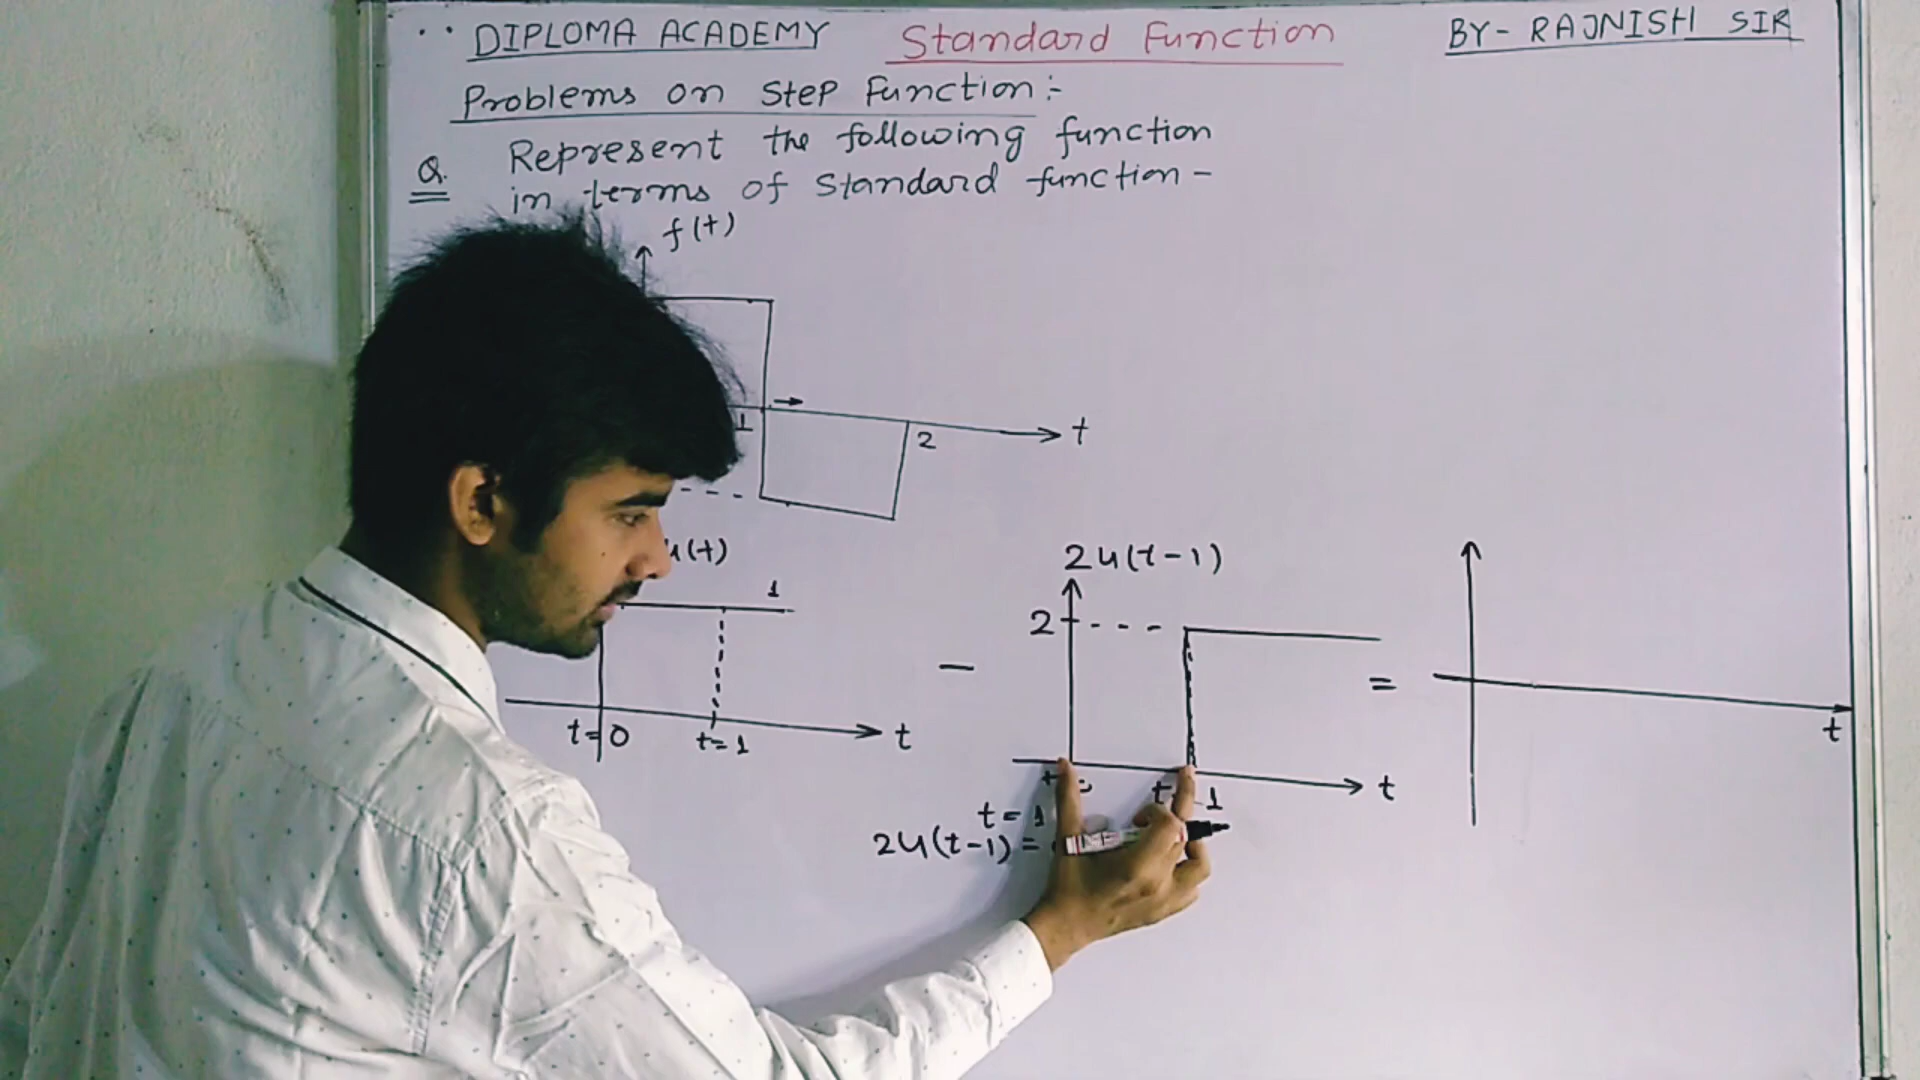 DIPLOMA ACADEMY Standard Function BY- RAJNISH SIR
Problems on Step Function :-
Q. Represent the following function
in terms of Standard function -
f(t)
1
2
t
u(t)
1
t=0
t=1
t
-
2u(t-1)
2
t
1
t
t=1
2u(t-1)=
=
t